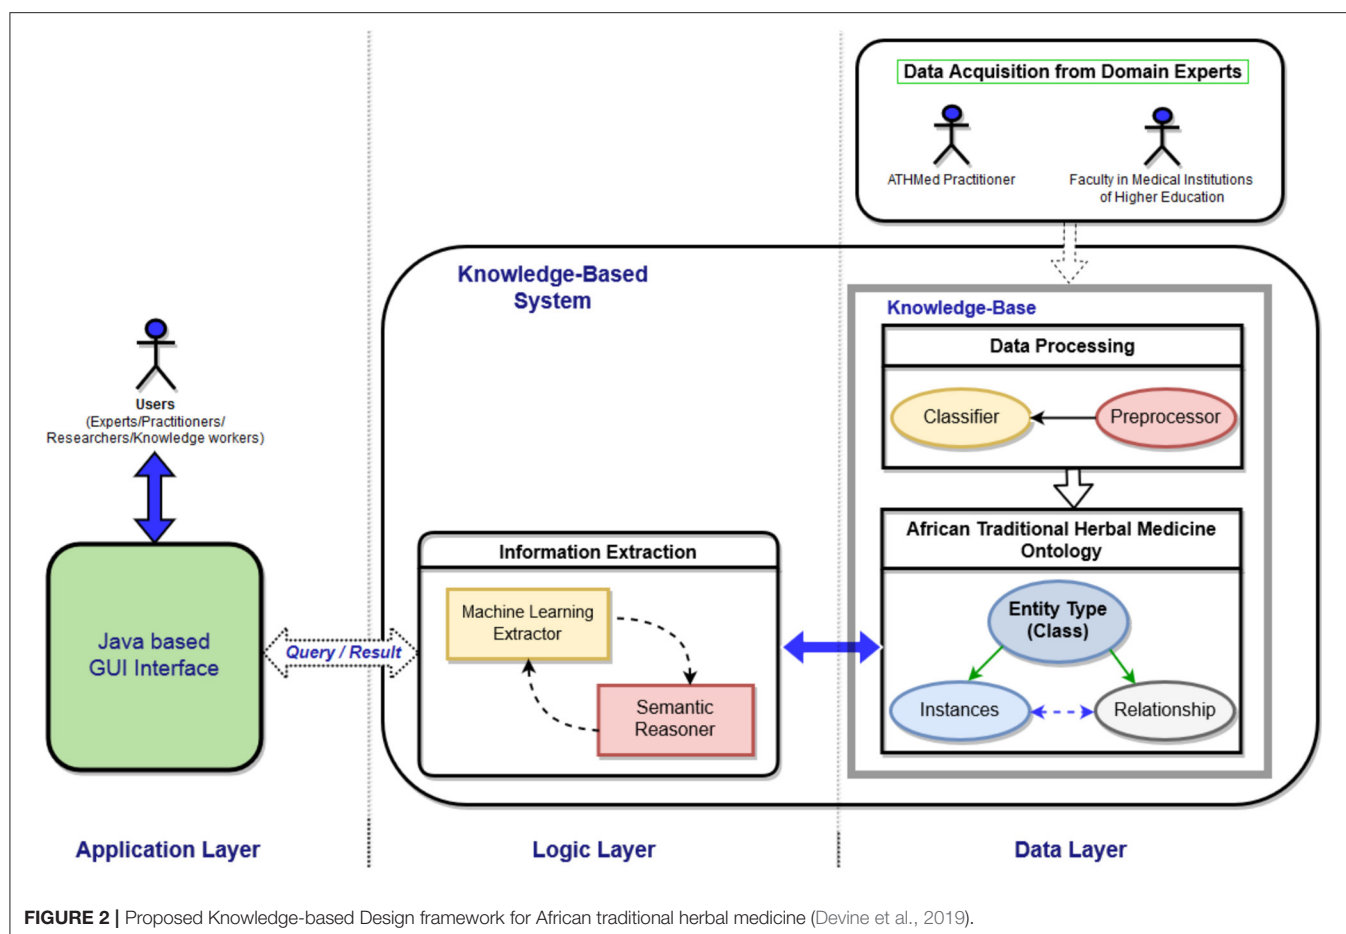 Data Acquisition from Domain Experts
ATHMed Practitioner
Faculty in Medical Institutions
of Higher Education
Knowledge-Based
System
Knowledge-Base
Data Processing
Classifier
Preprocessor
Users
(Experts/Practitioners/
Researchers/Knowledge workers)
African Traditional Herbal Medicine
Ontology
Information Extraction
Entity Type
(Class)
Machine Learning
Extractor
Java based
GUI Interface
Query / Result
Semantic
Reasoner
Instances
Relationship
Application Layer
Logic Layer
Data Layer
FIGURE 2 | Proposed Knowledge-based Design framework for African traditional herbal medicine (Devine et al., 2019).